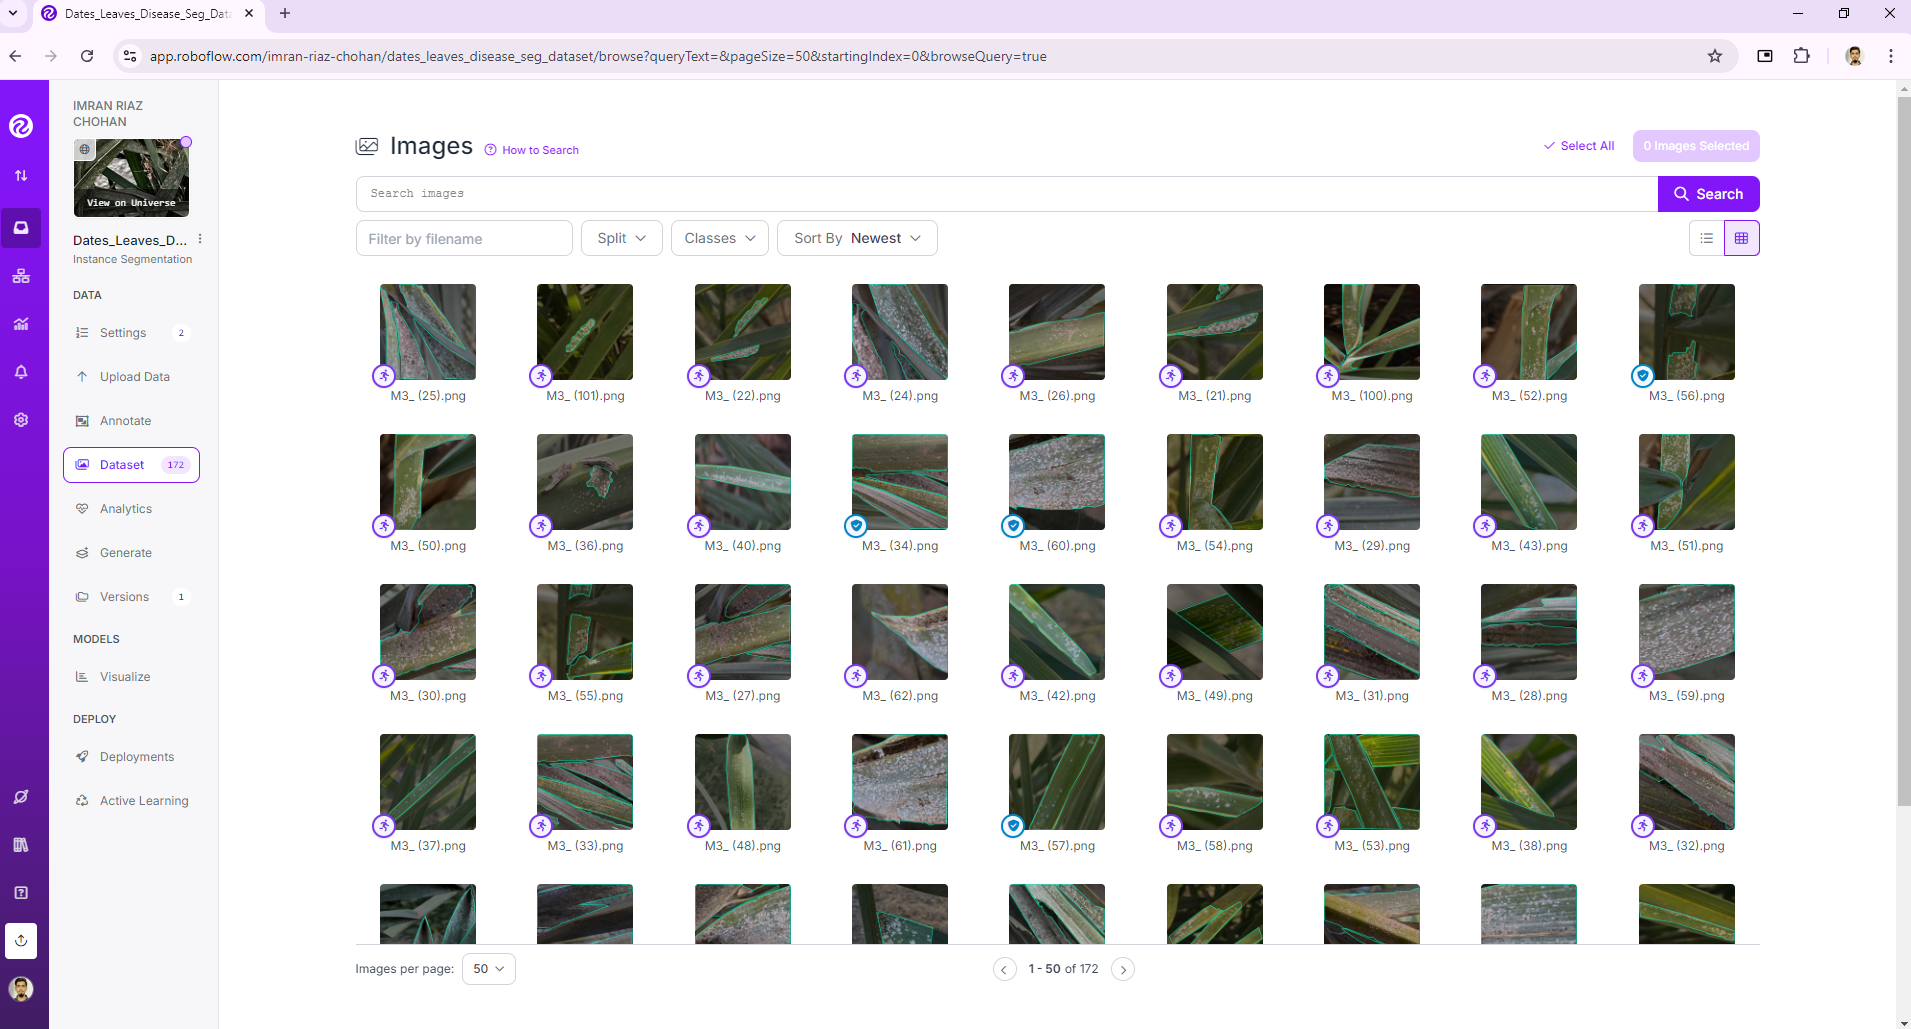 Dates_Leaves_Disease_Seg_Dat
app.roboflow.com/imran-riaz-chohan/dates_leaves_disease_seg_dataset/browse?queryText=&pageSize=50&startingIndex=0&browseQuery=true
IMRAN RIAZ
CHOHAN
View on Universe
Dates_Leaves_D...
Instance Segmentation
DATA
Settings 2
Upload Data
Annotate
Dataset 172
Analytics
Generate
Versions 1
MODELS
Visualize
DEPLOY
Deployments
Active Learning
Images
How to Search
Select All
0 Images Selected
Search images
Search
Filter by filename
Split
Classes
Sort By Newest
M3_ (25).png M3_ (101).png M3_ (22).png M3_ (24).png M3_ (26).png M3_ (21).png M3_ (100).png M3_ (52).png M3_ (56).png
M3_ (50).png M3_ (36).png M3_ (40).png M3_ (34).png M3_ (60).png M3_ (54).png M3_ (29).png M3_ (43).png M3_ (51).png
M3_ (30).png M3_ (55).png M3_ (27).png M3_ (62).png M3_ (42).png M3_ (49).png M3_ (31).png M3_ (28).png M3_ (59).png
M3_ (37).png M3_ (33).png M3_ (48).png M3_ (61).png M3_ (57).png M3_ (58).png M3_ (53).png M3_ (38).png M3_ (32).png
Images per page: 50
1 - 50 of 172